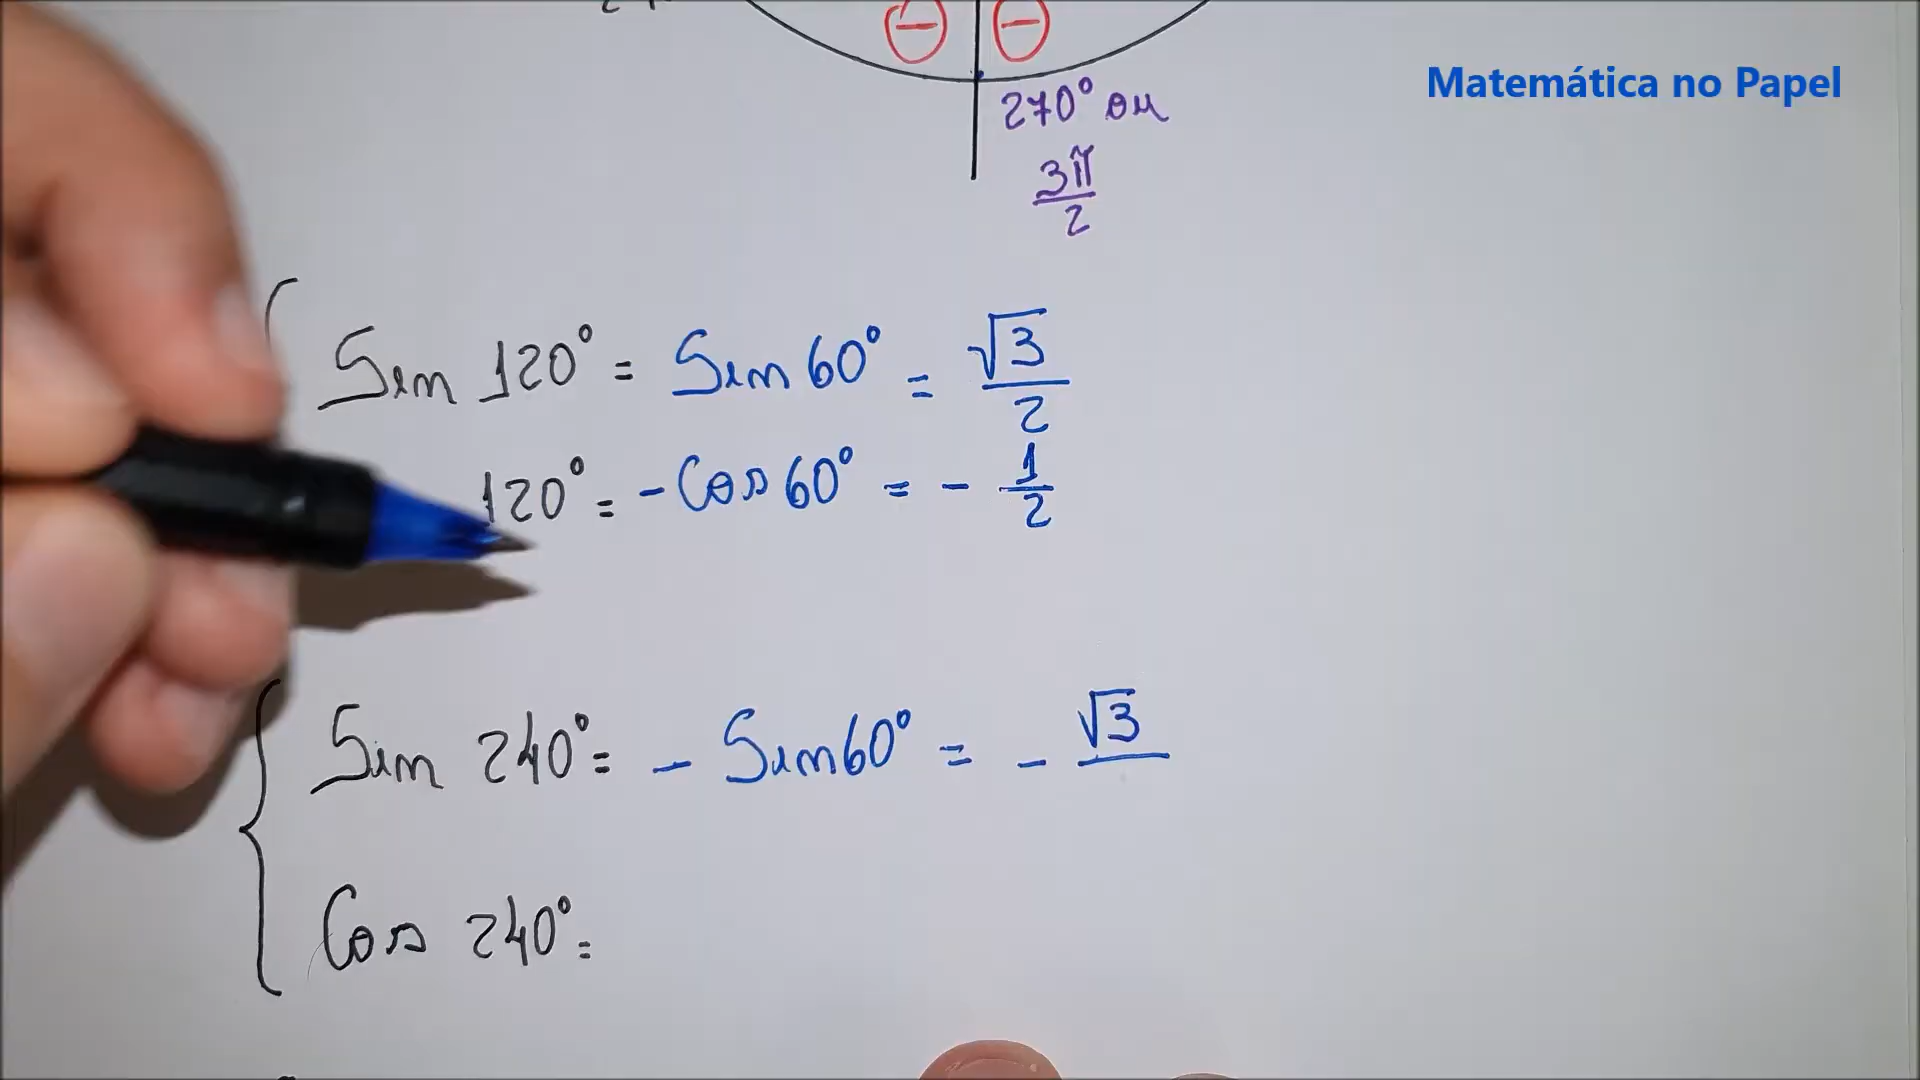 Matemática no Papel
270° ou
3π/2
Sen 120° = Sen 60° = √3/2
120° = - Cos 60° = - 1/2
Sen 240° = - Sen 60° = - √3
Cos 240° =